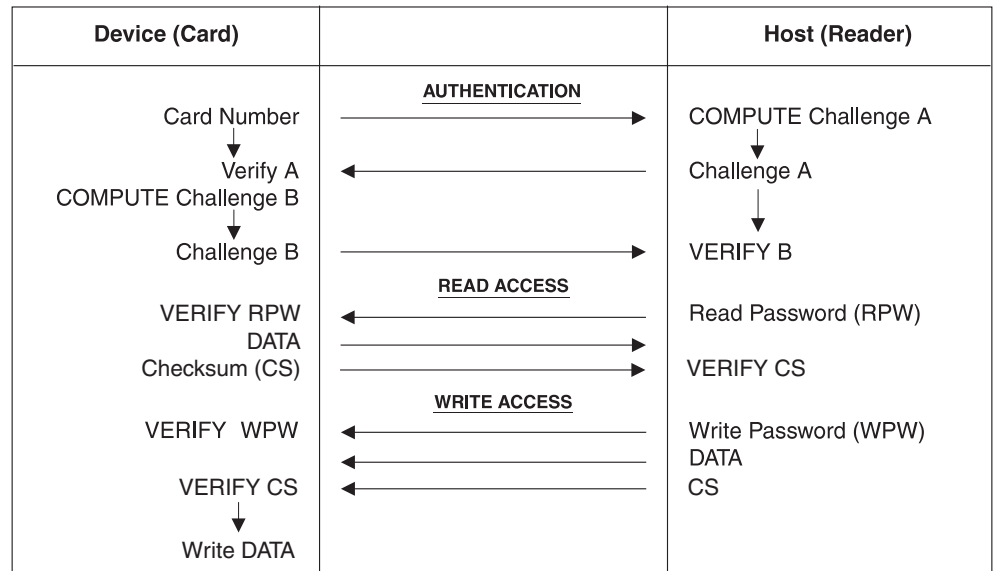 Device (Card) Host (Reader)
AUTHENTICATION
Card Number COMPUTE Challenge A
Verify A Challenge A
COMPUTE Challenge B
Challenge B VERIFY B
READ ACCESS
VERIFY RPW Read Password (RPW)
DATA
Checksum (CS) VERIFY CS
WRITE ACCESS
VERIFY WPW Write Password (WPW)
DATA
VERIFY CS CS
Write DATA